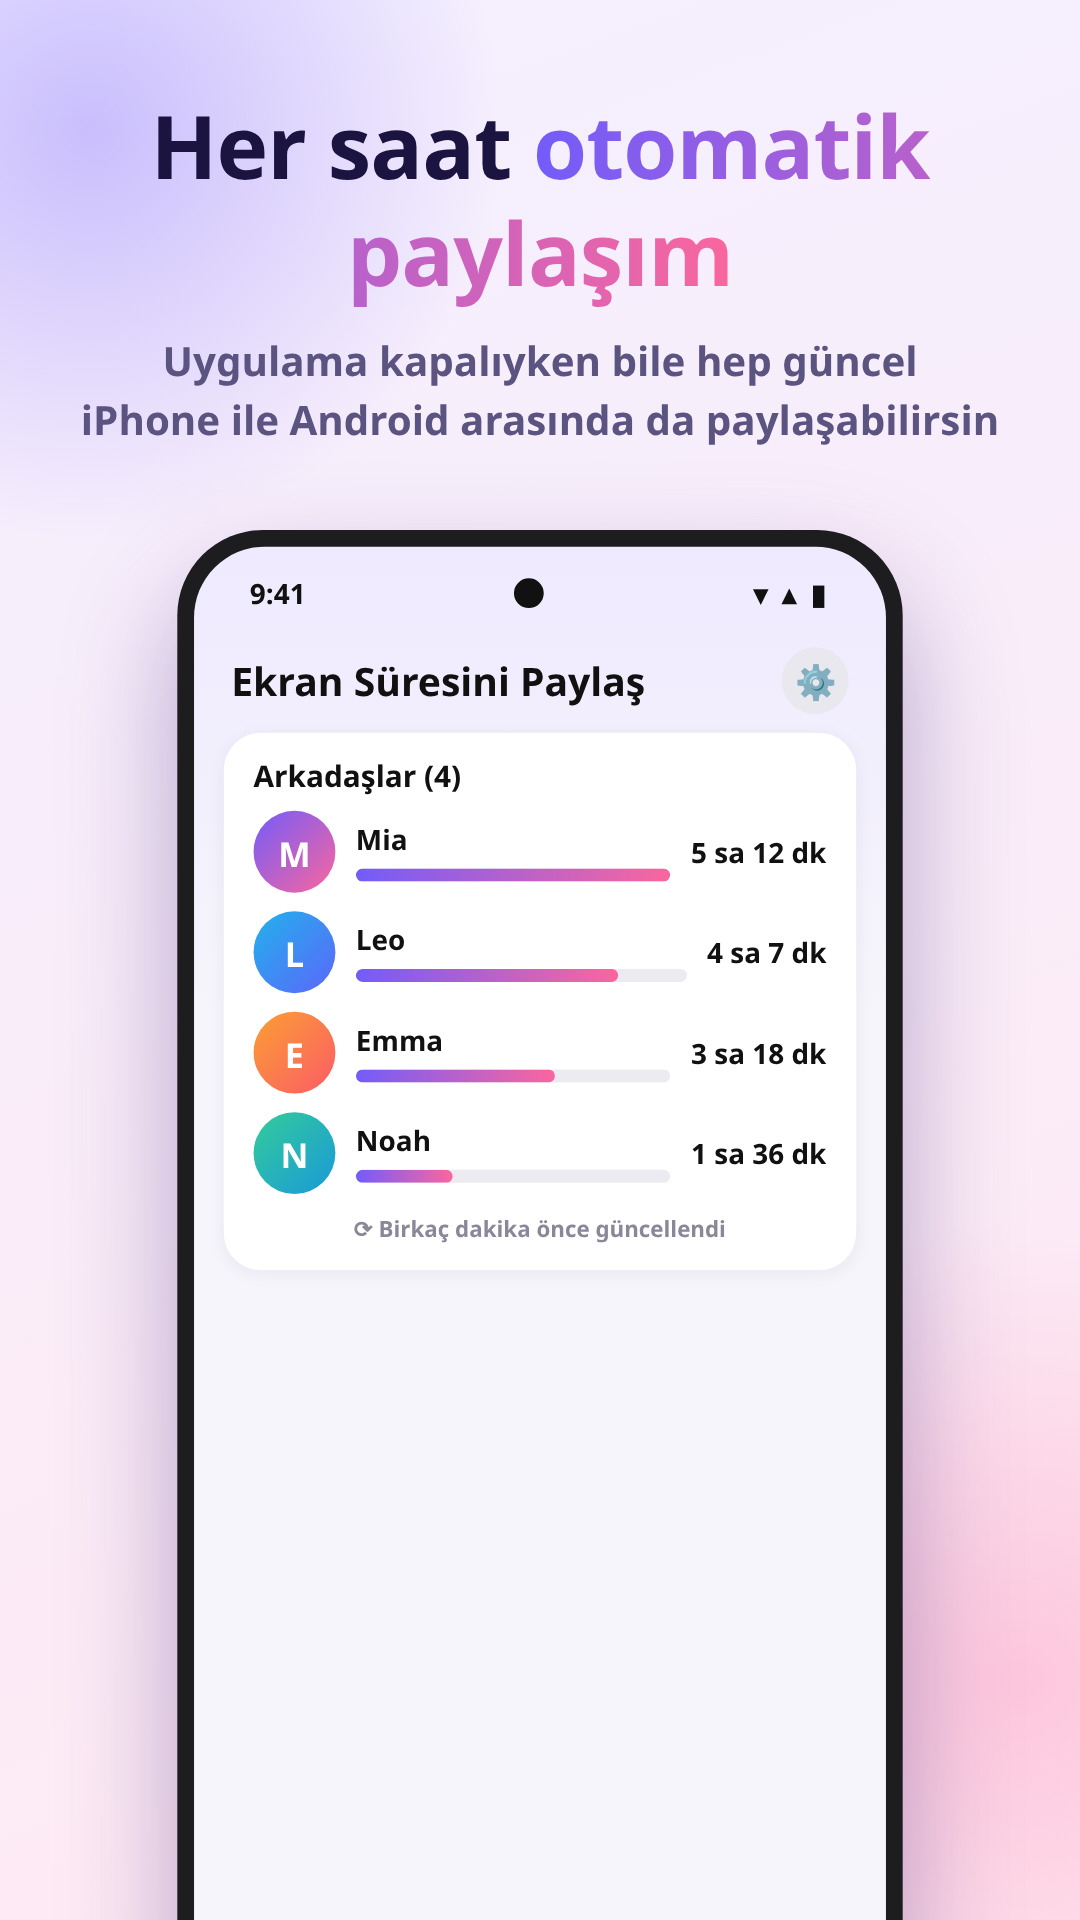 Her saat otomatik
paylaşım
Uygulama kapalıyken bile hep güncel
iPhone ile Android arasında da paylaşabilirsin
9:41
Ekran Süresini Paylaş
Arkadaşlar (4)
M
Mia
5 sa 12 dk
L
Leo
4 sa 7 dk
E
Emma
3 sa 18 dk
N
Noah
1 sa 36 dk
⟳ Birkaç dakika önce güncellendi